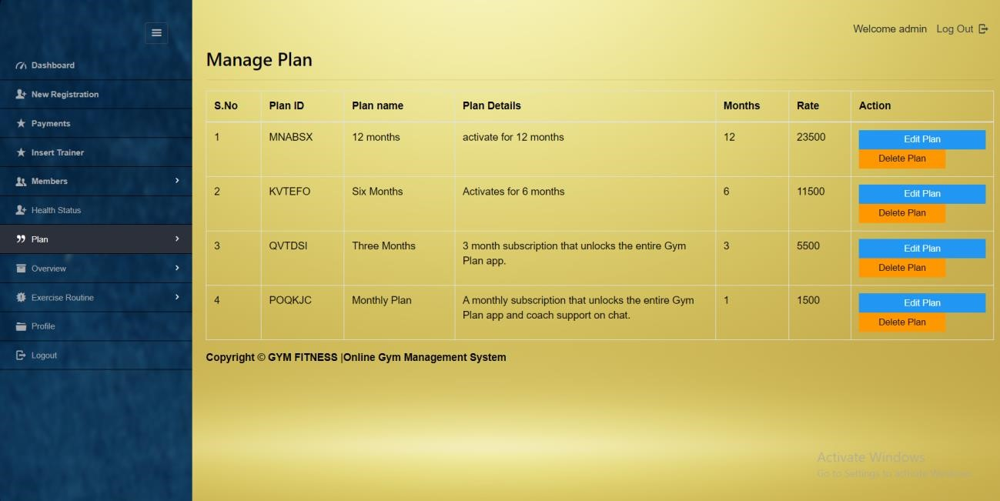 Welcome admin Log Out
Dashboard
New Registration
Payments
Insert Trainer
Members
Health Status
Plan
Overview
Exercise Routine
Profile
Logout
Manage Plan
S.No Plan ID Plan name Plan Details Months Rate Action
1 MNABSX 12 months activate for 12 months 12 23500 Edit Plan
Delete Plan
2 KVTEFO Six Months Activates for 6 months 6 11500 Edit Plan
Delete Plan
3 QVTDSI Three Months 3 month subscription that unlocks the entire Gym 3 5500 Edit Plan
Plan app. Delete Plan
4 POQKJC Monthly Plan A monthly subscription that unlocks the entire Gym 1 1500 Edit Plan
Plan app and coach support on chat. Delete Plan
Copyright © GYM FITNESS |Online Gym Management System
Activate Windows
Go to Settings to activate Windows.